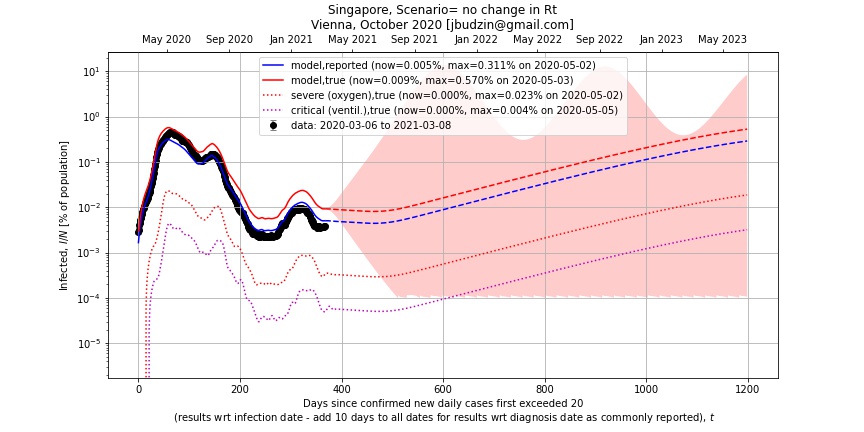 Singapore, Scenario= no change in Rt
Vienna, October 2020 [jbudzin@gmail.com]
May 2020 Sep 2020 Jan 2021 May 2021 Sep 2021 Jan 2022 May 2022 Sep 2022 Jan 2023 May 2023
model,reported (now=0.005%, max=0.311% on 2020-05-02)
model,true (now=0.009%, max=0.570% on 2020-05-03)
severe (oxygen),true (now=0.000%, max=0.023% on 2020-05-02)
critical (ventil.),true (now=0.000%, max=0.004% on 2020-05-05)
data: 2020-03-06 to 2021-03-08
Infected, I/N [% of population]
10¹
10⁰
10⁻¹
10⁻²
10⁻³
10⁻⁴
10⁻⁵
0 200 400 600 800 1000 1200
Days since confirmed new daily cases first exceeded 20
(results wrt infection date - add 10 days to all dates for results wrt diagnosis date as commonly reported), t